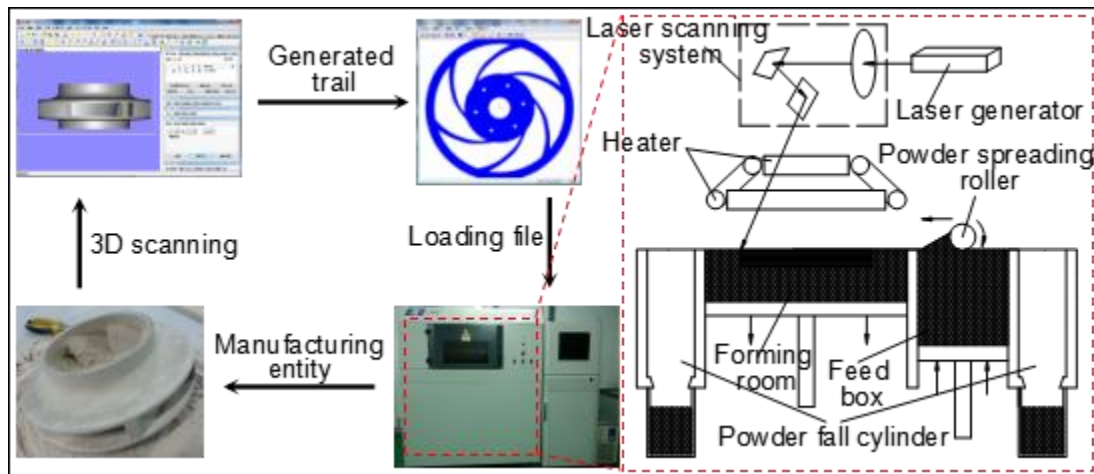 Generated
trail
3D scanning
Loading file
Manufacturing
entity
Laser scanning
system
Laser generator
Heater
Powder spreading
roller
Forming
room
Feed
box
Powder fall cylinder